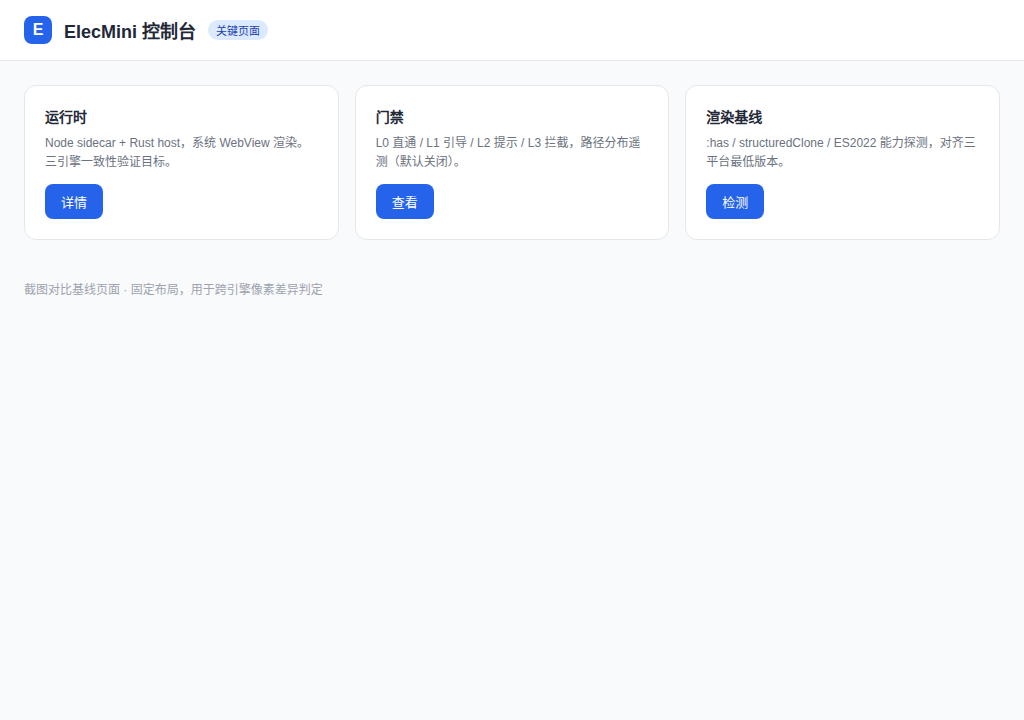 E
ElecMini 控制台
关键页面
运行时
Node sidecar + Rust host，系统 WebView 渲染。
三引擎一致性验证目标。
详情
门禁
L0 直通 / L1 引导 / L2 提示 / L3 拦截，路径分布遥
测（默认关闭）。
查看
渲染基线
:has / structuredClone / ES2022 能力探测，对齐三
平台最低版本。
检测
截图对比基线页面 · 固定布局，用于跨引擎像素差异判定